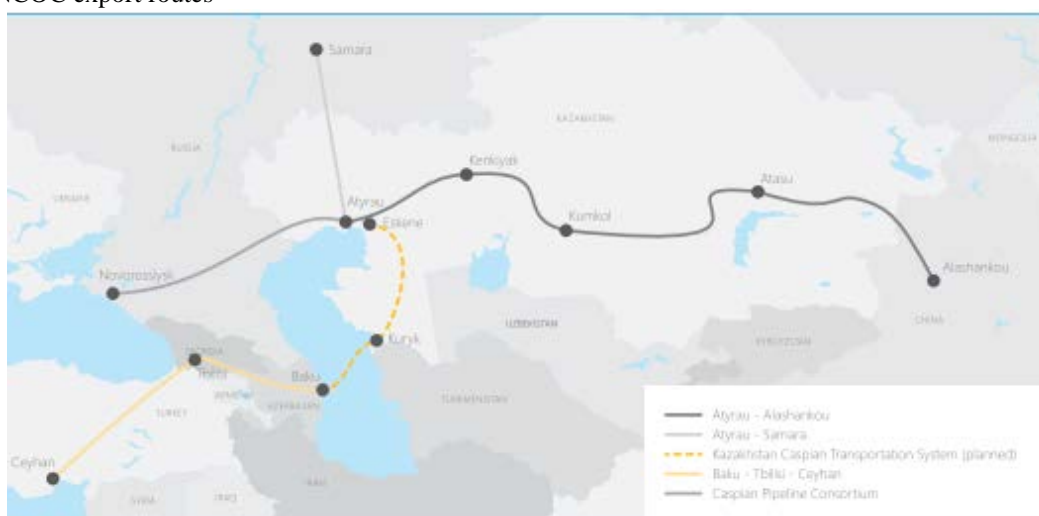 NCOC export routes
Samara
KAZAKHSTAN
MONGOLIA
RUSSIA
Kenkiyak
Atasu
UKRAINE
Atyrau
Eskene
Kumkol
Novorossiysk
Alashankou
CHINA
UZBEKISTAN
KYRGYZSTAN
Kuryk
GEORGIA
Tbilisi
Baku
AZERBAIJAN
TURKMENISTAN
TURKEY
Ceyhan
SYRIA
IRAQ
IRAN
Atyrau - Alashankou
Atyrau - Samara
Kazakhstan Caspian Transportation System (planned)
Baku - Tbilisi - Ceyhan
Caspian Pipeline Consortium